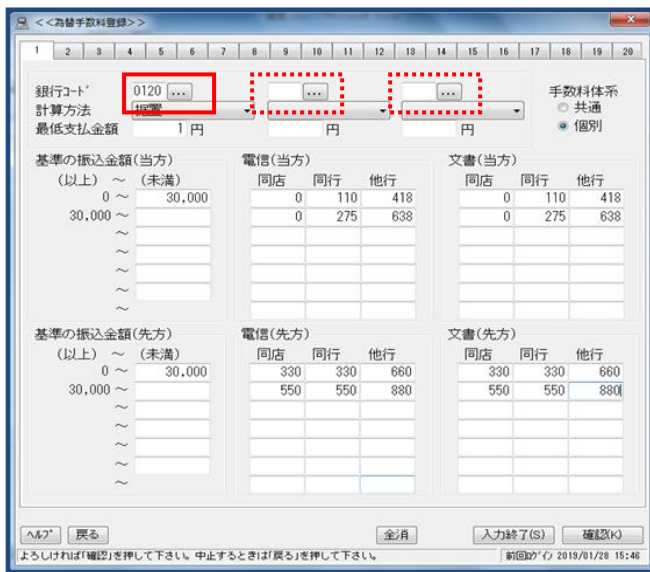 <<為替手数料登録>>
1 2 3 4 5 6 7 8 9 10 11 12 13 14 15 16 17 18 19 20
銀行ｺｰﾄﾞ 0120 ... ... ... 手数料体系
計算方法 据置 共通
最低支払金額 1 円 円 円 個別
基準の振込金額(当方) 電信(当方) 文書(当方)
(以上) ～ (未満) 同店 同行 他行 同店 同行 他行
0 ～ 30,000 0 110 418 0 110 418
30,000 ～ 0 275 638 0 275 638
～
～
～
～
～
基準の振込金額(先方) 電信(先方) 文書(先方)
(以上) ～ (未満) 同店 同行 他行 同店 同行 他行
0 ～ 30,000 330 330 660 330 330 660
30,000 ～ 550 550 880 550 550 880
～
～
～
～
～
ﾍﾙﾌﾟ 戻る 全消 入力終了(S) 確認(K)
よろしければ「確認」を押して下さい。中止するときは「戻る」を押して下さい。 前回ﾛｸﾞｲﾝ 2019/01/28 15:46